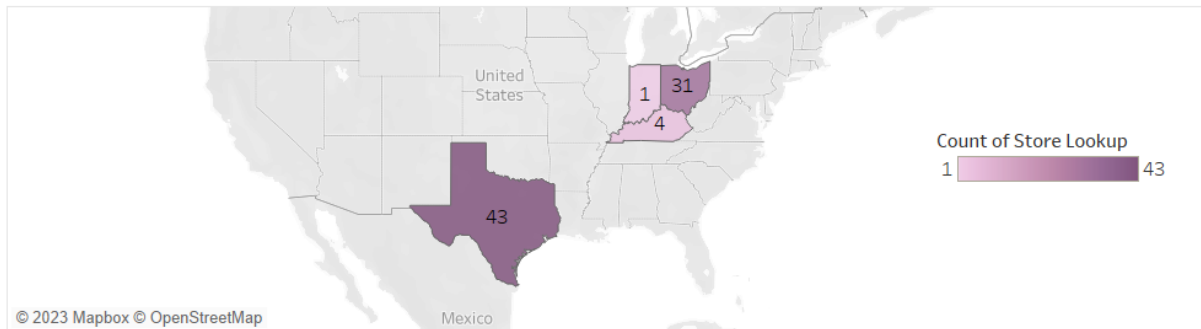 United
States
1
31
4
43
Count of Store Lookup
1
43
© 2023 Mapbox © OpenStreetMap
Mexico